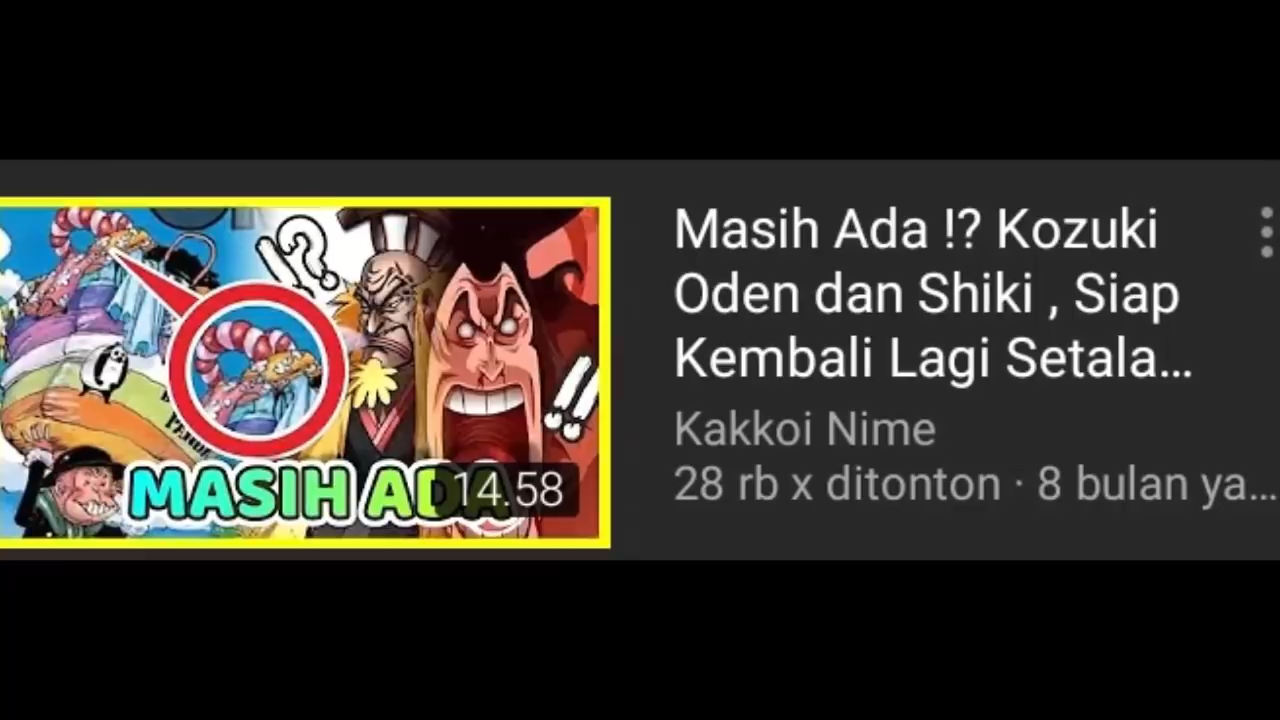 !?
!!
MASIH ADA
14.58
Masih Ada !? Kozuki
Oden dan Shiki , Siap
Kembali Lagi Setala...
Kakkoi Nime
28 rb x ditonton · 8 bulan ya...